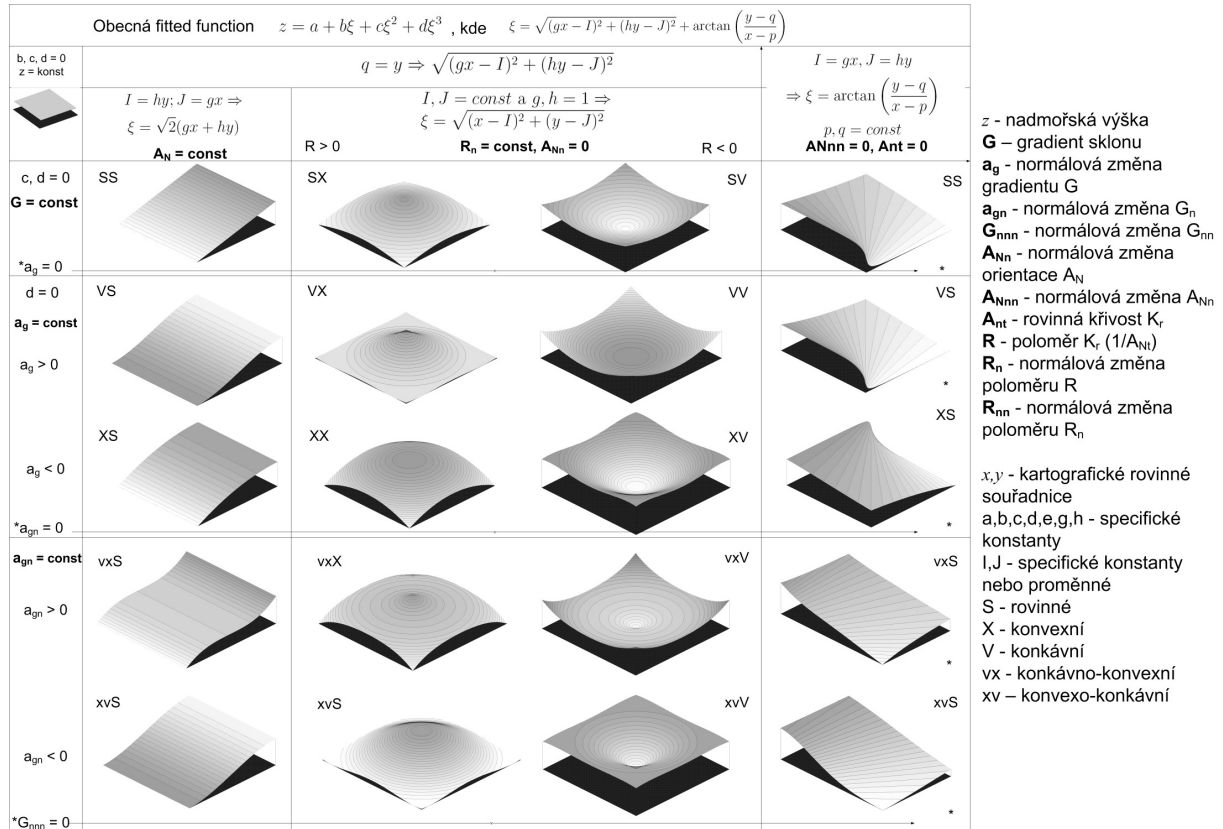 Obecná fitted function z = a + bξ + cξ² + dξ³ , kde ξ = √((gx − I)² + (hy − J)²) + arctan((y − q)/(x − p))
b, c, d = 0
z = konst
q = y ⇒ √((gx − I)² + (hy − J)²)
I = gx, J = hy
⇒ ξ = arctan((y − q)/(x − p))
p, q = const
ANnn = 0, Ant = 0
I = hy; J = gx ⇒
ξ = √2(gx + hy)
A_N = const
I, J = const a g, h = 1 ⇒
ξ = √((x − I)² + (y − J)²)
R > 0 R_n = const, A_Nn = 0 R < 0
c, d = 0
G = const
*a_g = 0
SS SX SV SS
*
d = 0
a_g = const
a_g > 0
VS VX VV VS
*
a_g < 0
*a_gn = 0
XS XX XV XS
*
a_gn = const
a_gn > 0
vxS vxX vxV vxS
*
a_gn < 0
*G_nnn = 0
xvS xvS xvV xvS
*
z - nadmořská výška
G – gradient sklonu
a_g - normálová změna
gradientu G
a_gn - normálová změna G_n
G_nnn - normálová změna G_nn
A_Nn - normálová změna
orientace A_N
A_Nnn - normálová změna A_Nn
A_nt - rovinná křivost K_r
R - poloměr K_r (1/A_Nt)
R_n - normálová změna
poloměru R
R_nn - normálová změna
poloměru R_n
x,y - kartografické rovinné
souřadnice
a,b,c,d,e,g,h - specifické
konstanty
I,J - specifické konstanty
nebo proměnné
S - rovinné
X - konvexní
V - konkávní
vx - konkávno-konvexní
xv – konvexo-konkávní